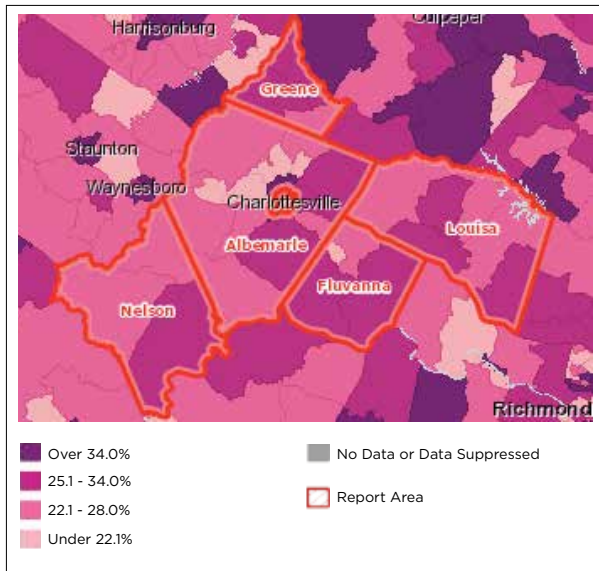 Harrisonburg
Culpeper
Greene
Staunton
Waynesboro
Charlottesville
Albemarle
Louisa
Fluvanna
Nelson
Richmond
Over 34.0%
25.1 - 34.0%
22.1 - 28.0%
Under 22.1%
No Data or Data Suppressed
Report Area